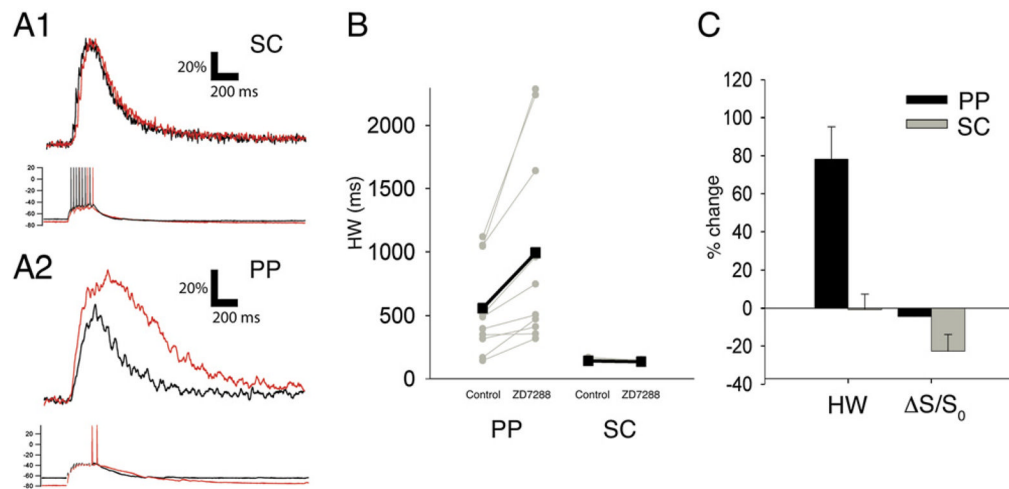 A1
SC
20%
200 ms
20
0
-20
-40
-60
-80
A2
PP
20%
200 ms
20
0
-20
-40
-60
-80
B
HW (ms)
2000
1500
1000
500
0
Control ZD7288 Control ZD7288
PP SC
C
% change
120
100
80
60
40
20
0
-20
-40
PP
SC
HW ΔS/S₀